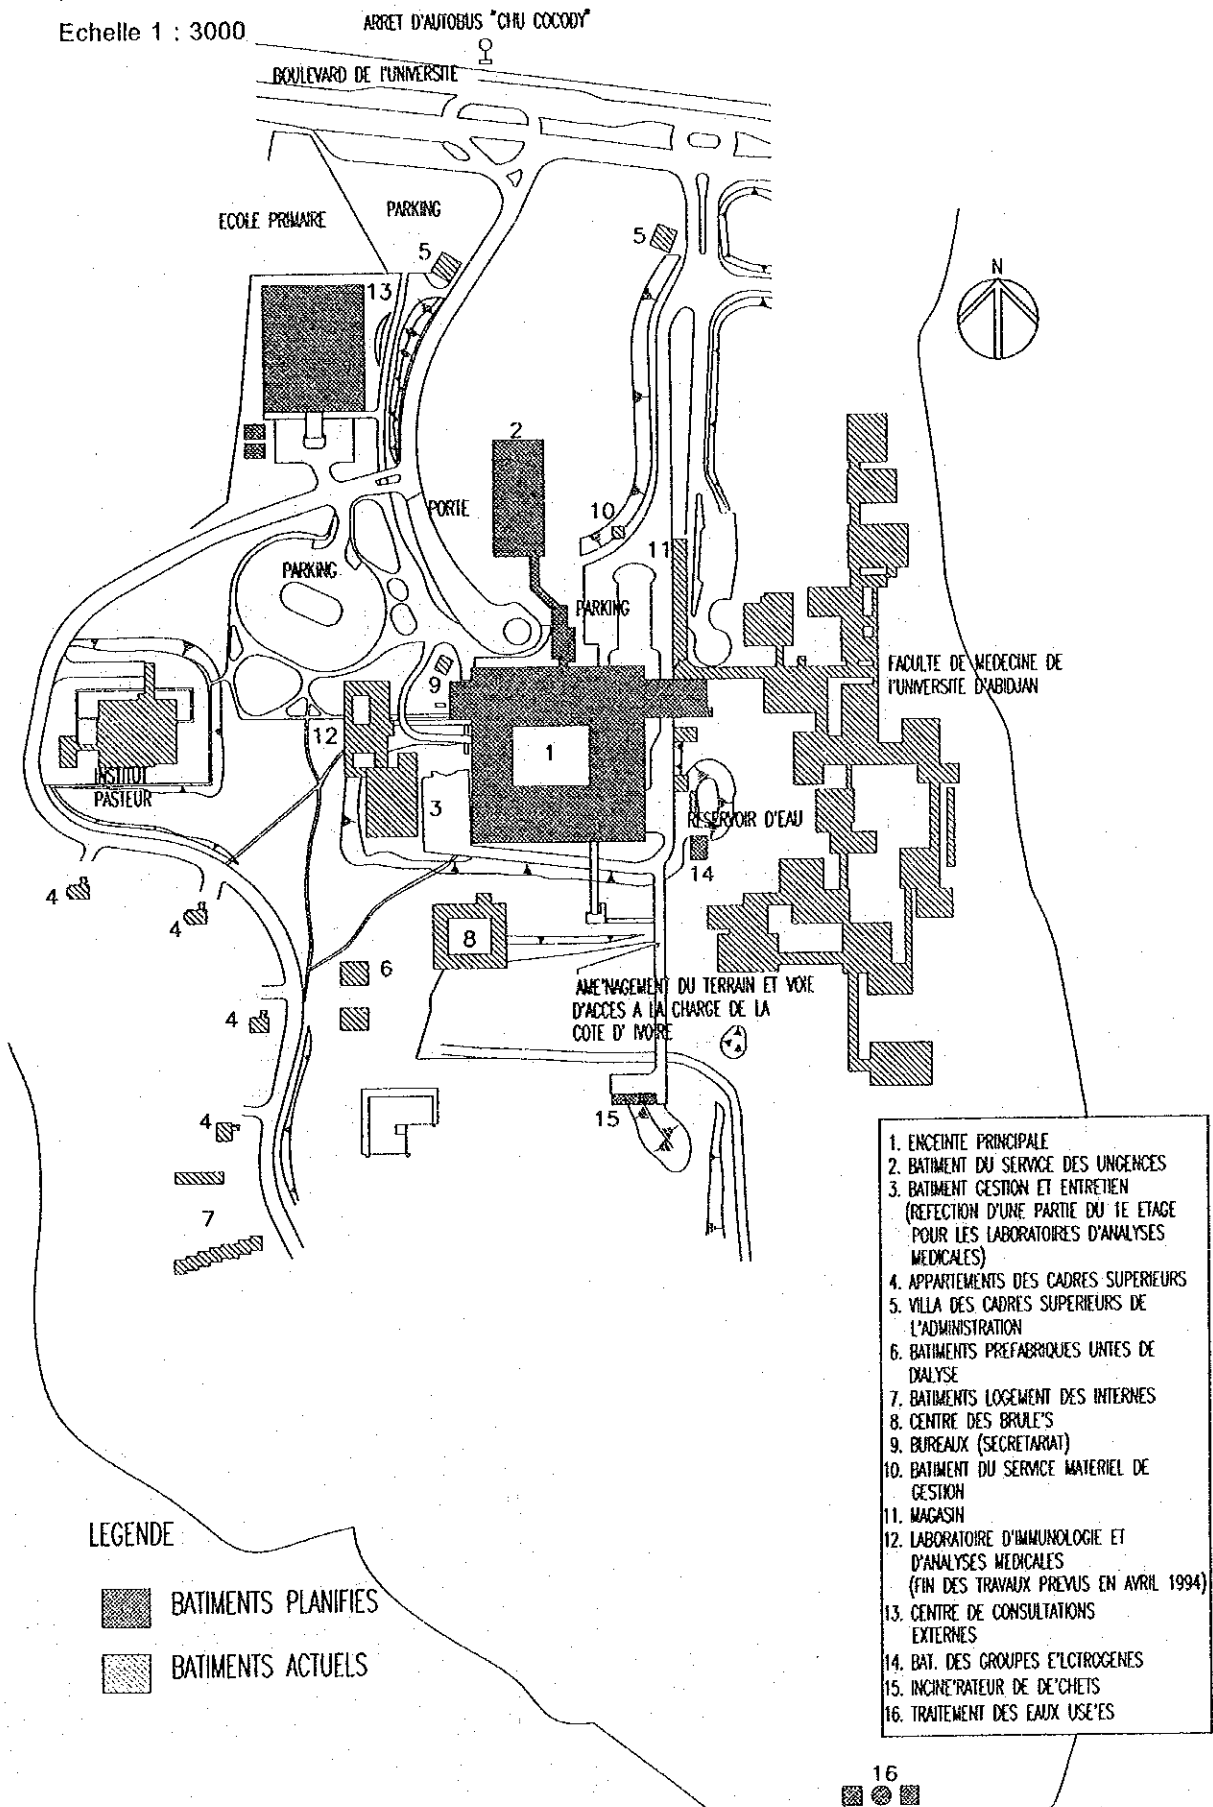 Echelle 1 : 3000
ARRET D'AUTOBUS "CHU COCODY"
BOULEVARD DE l'UNIVERSITE
ECOLE PRIMAIRE
PARKING
5
5
N
13
2
PORTE
10
11
PARKING
PARKING
FACULTE DE MEDECINE DE
l'UNIVERSITE D'ABIDJAN
9
12
1
INSTITUT
PASTEUR
3
RESERVOIR D'EAU
14
4
4
8
6
AME'NAGEMENT DU TERRAIN ET VOIE
D'ACCES A LA CHARGE DE LA
COTE D' IVOIRE
4
15
4
7
1. ENCEINTE PRINCIPALE
2. BATIMENT DU SERVICE DES UNGENCES
3. BATIMENT GESTION ET ENTRETIEN
(REFECTION D'UNE PARTIE DU 1E ETAGE
POUR LES LABORATOIRES D'ANALYSES
MEDICALES)
4. APPARTEMENTS DES CADRES SUPERIEURS
5. VILLA DES CADRES SUPERIEURS DE
L'ADMINISTRATION
6. BATIMENTS PREFABRIQUES UNTES DE
DIALYSE
7. BATIMENTS LOGEMENT DES INTERNES
8. CENTRE DES BRULE'S
9. BUREAUX (SECRETARIAT)
10. BATIMENT DU SERVICE MATERIEL DE
GESTION
11. MAGASIN
12. LABORATOIRE D'IMMUNOLOGIE ET
D'ANALYSES MEDICALES
(FIN DES TRAVAUX PREVUS EN AVRIL 1994)
13. CENTRE DE CONSULTATIONS
EXTERNES
14. BAT. DES GROUPES E'LCTROGENES
15. INCINE'RATEUR DE DE'CHETS
16. TRAITEMENT DES EAUX USE'ES
LEGENDE
BATIMENTS PLANIFIES
BATIMENTS ACTUELS
16